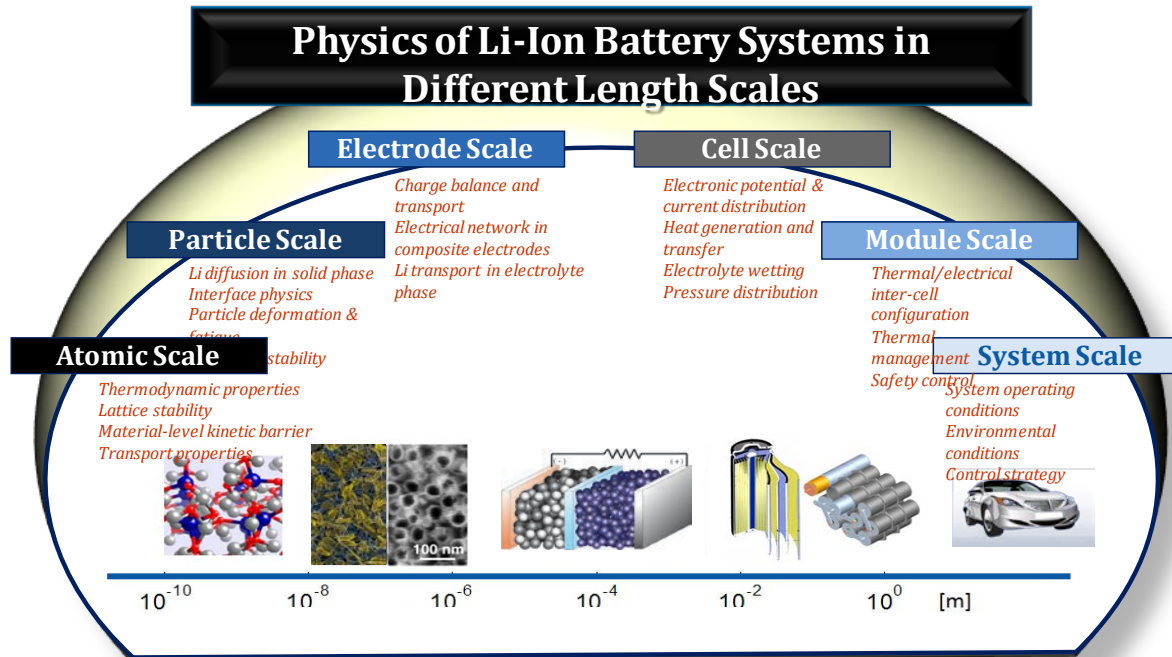 Physics of Li-Ion Battery Systems in
Different Length Scales
Electrode Scale
Charge balance and
transport
Electrical network in
composite electrodes
Li transport in electrolyte
phase
Cell Scale
Electronic potential &
current distribution
Heat generation and
transfer
Electrolyte wetting
Pressure distribution
Particle Scale
Li diffusion in solid phase
Interface physics
Particle deformation &
fatigue
stability
Module Scale
Thermal/electrical
inter-cell
configuration
Thermal
management
Safety control
Atomic Scale
Thermodynamic properties
Lattice stability
Material-level kinetic barrier
Transport properties
System Scale
System operating
conditions
Environmental
conditions
Control strategy
100 nm
(-) (+)
10⁻¹⁰ 10⁻⁸ 10⁻⁶ 10⁻⁴ 10⁻² 10⁰ [m]